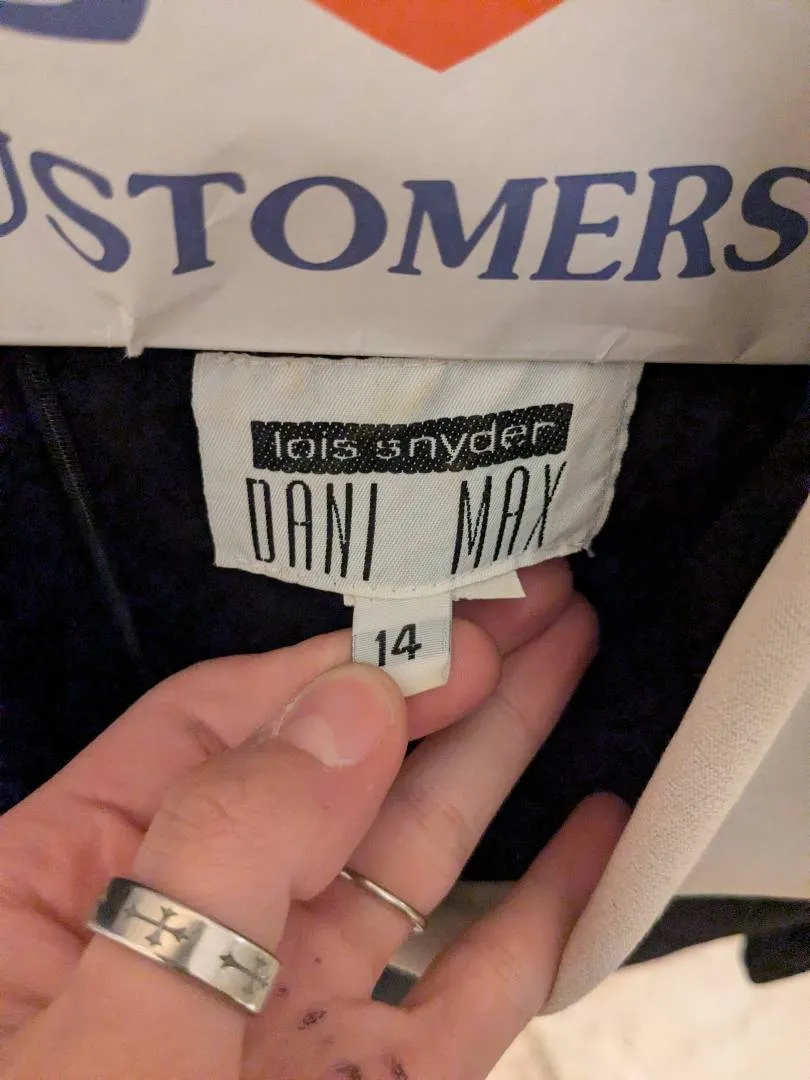 USTOMERS
lois snyder
DANI MAX
14